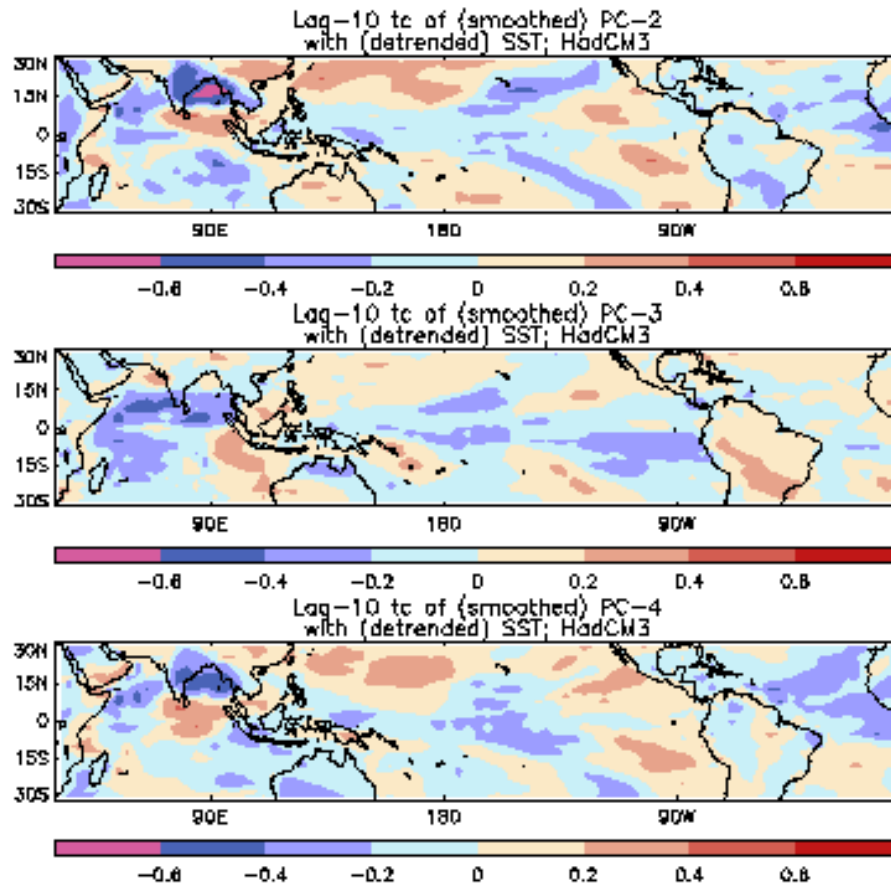 Lag-10 tc of (smoothed) PC-2
with (detrended) SST; HadCM3
30N
15N
0
15S
30S
90E 180 90W
-0.6 -0.4 -0.2 0 0.2 0.4 0.6
Lag-10 tc of (smoothed) PC-3
with (detrended) SST; HadCM3
30N
15N
0
15S
30S
90E 180 90W
-0.6 -0.4 -0.2 0 0.2 0.4 0.6
Lag-10 tc of (smoothed) PC-4
with (detrended) SST; HadCM3
30N
15N
0
15S
30S
90E 180 90W
-0.6 -0.4 -0.2 0 0.2 0.4 0.6